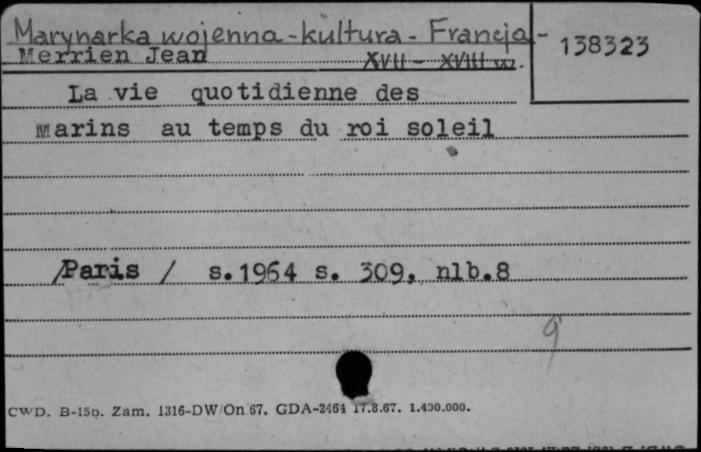 Marynarka wojenna - kultura - Francja -
138323
Merrien Jean
XVII - XVIII w.
La vie quotidienne des
Marins au temps du roi soleil
/Paris / s.1964 s. 309, nlb.8
9
CWD. B-15b. Zam. 1316-DW/On 67. GDA-2464 17.8.67. 1.400.000.